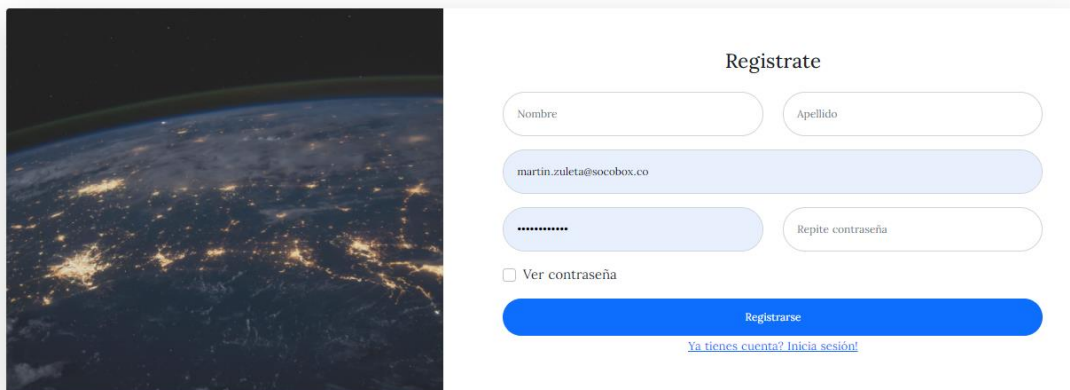 Registrate
Nombre
Apellido
martin.zuleta@socobox.co
••••••••••••
Repite contraseña
Ver contraseña
Registrarse
Ya tienes cuenta? Inicia sesión!